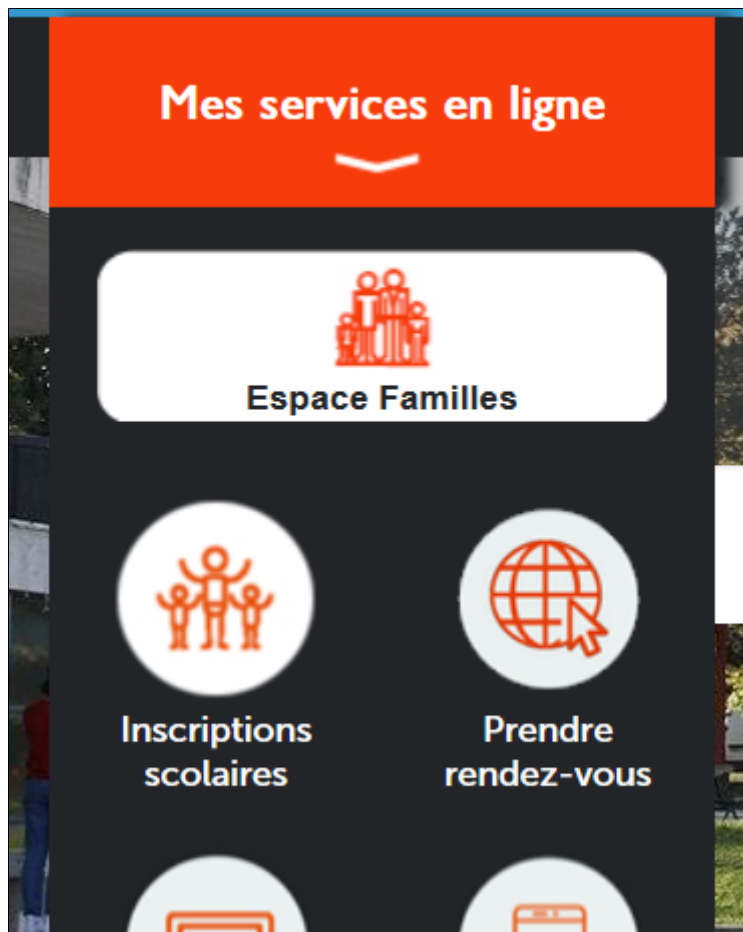 Mes services en ligne
Espace Familles
Inscriptions
scolaires
Prendre
rendez-vous